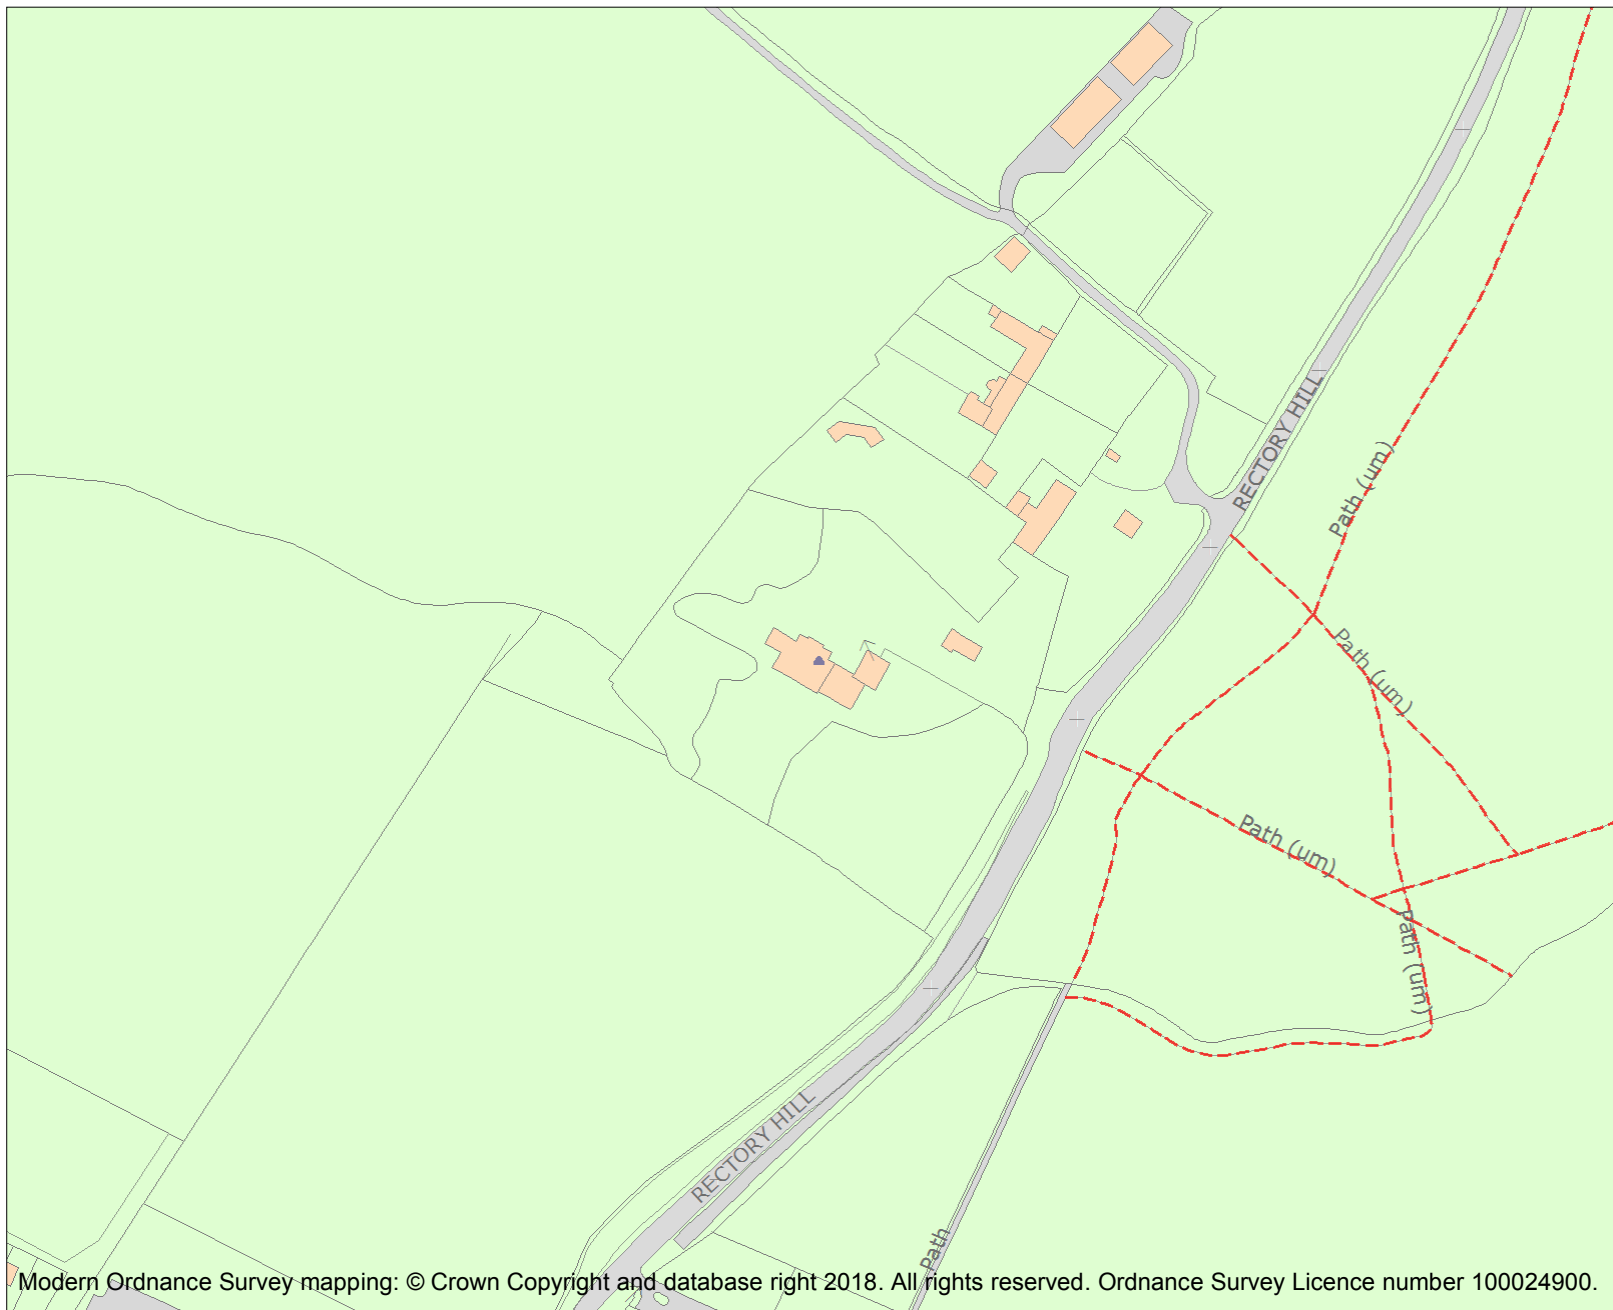 RECTORY HILL
Path (um)
Path (um)
Path (um)
Path (um)
RECTORY HILL
Path
Modern Ordnance Survey mapping: © Crown Copyright and database right 2018. All rights reserved. Ordnance Survey Licence number 100024900.